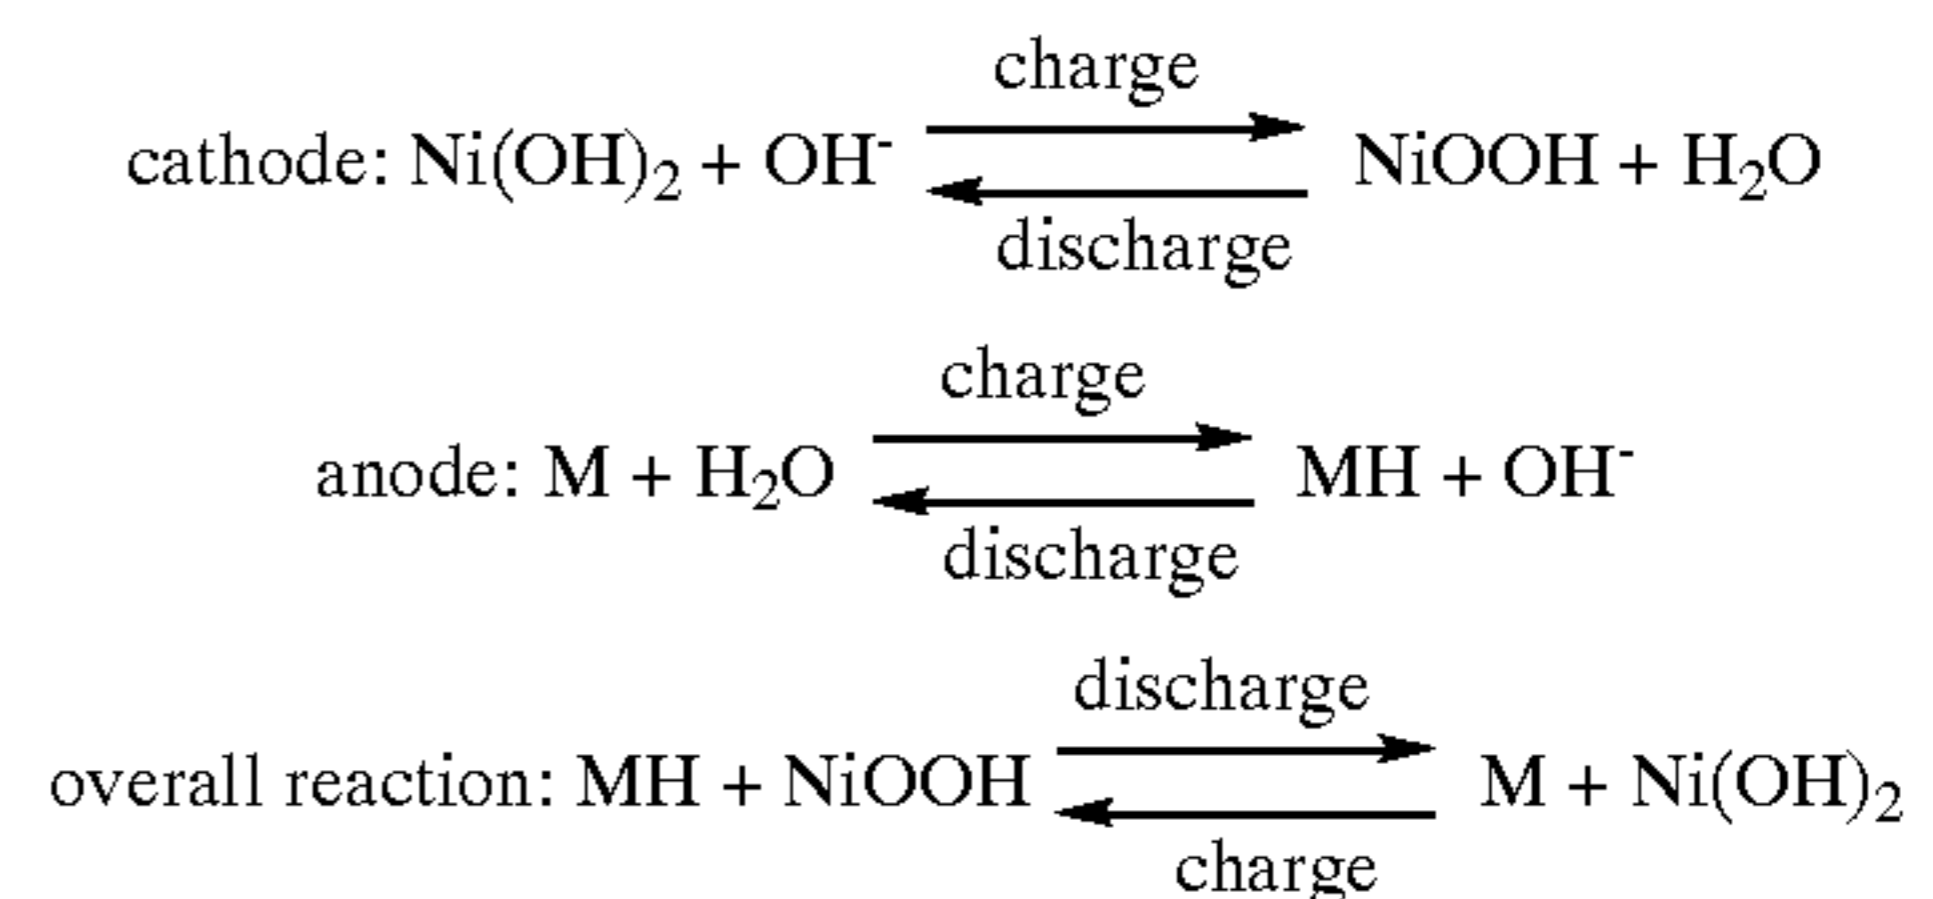 charge
cathode: Ni(OH)₂ + OH⁻ NiOOH + H₂O
discharge
charge
anode: M + H₂O MH + OH⁻
discharge
discharge
overall reaction: MH + NiOOH M + Ni(OH)₂
charge